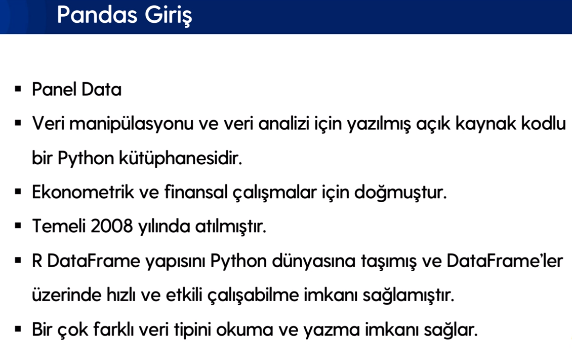 Pandas Giriş
▪ Panel Data
▪ Veri manipülasyonu ve veri analizi için yazılmış açık kaynak kodlu
bir Python kütüphanesidir.
▪ Ekonometrik ve finansal çalışmalar için doğmuştur.
▪ Temeli 2008 yılında atılmıştır.
▪ R DataFrame yapısını Python dünyasına taşımış ve DataFrame'ler
üzerinde hızlı ve etkili çalışabilme imkanı sağlamıştır.
▪ Bir çok farklı veri tipini okuma ve yazma imkanı sağlar.